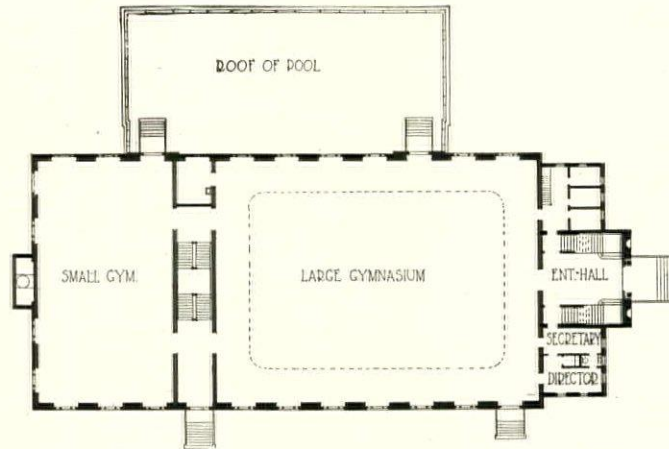 ROOF OF POOL
SMALL GYM.
LARGE GYMNASIUM
ENT-HALL
SECRETARY
DIRECTOR